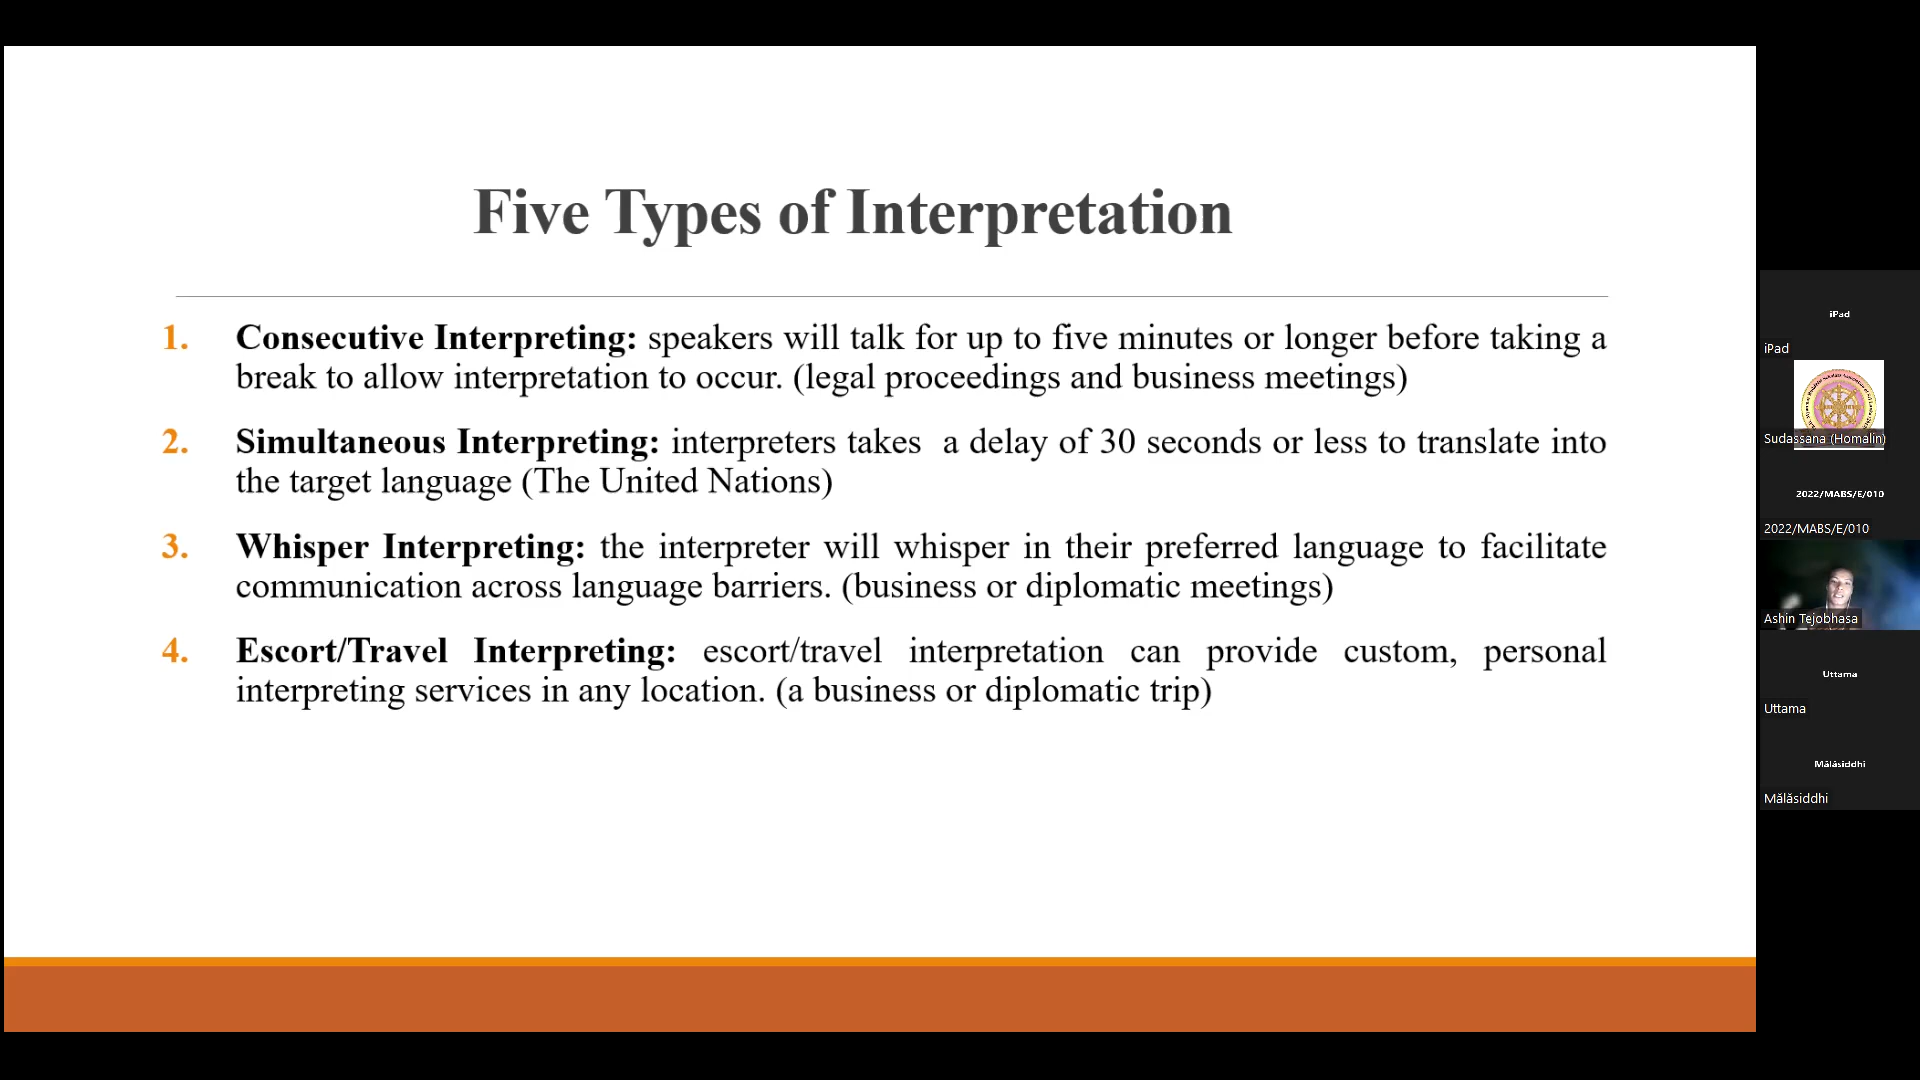 Five Types of Interpretation
1. Consecutive Interpreting: speakers will talk for up to five minutes or longer before taking a
break to allow interpretation to occur. (legal proceedings and business meetings)
2. Simultaneous Interpreting: interpreters takes  a delay of 30 seconds or less to translate into
the target language (The United Nations)
3. Whisper Interpreting: the interpreter will whisper in their preferred language to facilitate
communication across language barriers. (business or diplomatic meetings)
4. Escort/Travel Interpreting: escort/travel interpretation can provide custom, personal
interpreting services in any location. (a business or diplomatic trip)
iPad
iPad
Sudassana (Homalin)
2022/MABS/E/010
2022/MABS/E/010
Ashin Tejobhasa
Uttama
Uttama
Mălăsiddhi
Mălăsiddhi